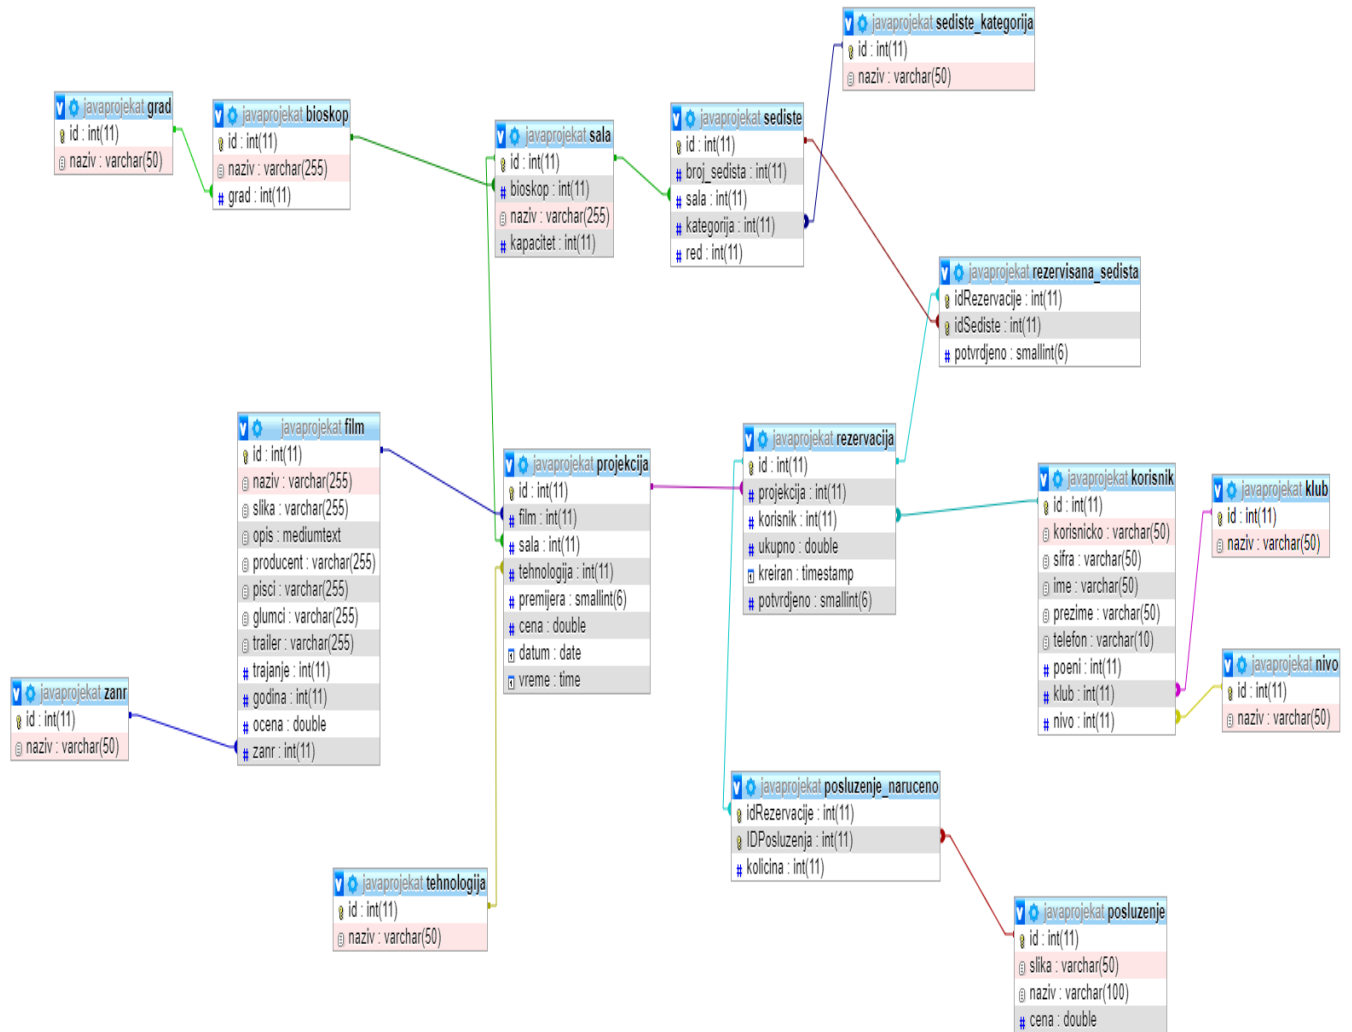 javaprojekat sediste_kategorija
id : int(11)
naziv : varchar(50)
javaprojekat grad
id : int(11)
naziv : varchar(50)
javaprojekat bioskop
id : int(11)
naziv : varchar(255)
grad : int(11)
javaprojekat sala
id : int(11)
bioskop : int(11)
naziv : varchar(255)
kapacitet : int(11)
javaprojekat sediste
id : int(11)
broj_sedista : int(11)
sala : int(11)
kategorija : int(11)
red : int(11)
javaprojekat rezervisana_sedista
idRezervacije : int(11)
idSediste : int(11)
potvrdjeno : smallint(6)
javaprojekat film
id : int(11)
naziv : varchar(255)
slika : varchar(255)
opis : mediumtext
producent : varchar(255)
pisci : varchar(255)
glumci : varchar(255)
trailer : varchar(255)
trajanje : int(11)
godina : int(11)
ocena : double
zanr : int(11)
javaprojekat projekcija
id : int(11)
film : int(11)
sala : int(11)
tehnologija : int(11)
premijera : smallint(6)
cena : double
datum : date
vreme : time
javaprojekat rezervacija
id : int(11)
projekcija : int(11)
korisnik : int(11)
ukupno : double
kreiran : timestamp
potvrdjeno : smallint(6)
javaprojekat korisnik
id : int(11)
korisnicko : varchar(50)
sifra : varchar(50)
ime : varchar(50)
prezime : varchar(50)
telefon : varchar(10)
poeni : int(11)
klub : int(11)
nivo : int(11)
javaprojekat klub
id : int(11)
naziv : varchar(50)
javaprojekat nivo
id : int(11)
naziv : varchar(50)
javaprojekat zanr
id : int(11)
naziv : varchar(50)
javaprojekat posluzenje_naruceno
idRezervacije : int(11)
IDPosluzenja : int(11)
kolicina : int(11)
javaprojekat tehnologija
id : int(11)
naziv : varchar(50)
javaprojekat posluzenje
id : int(11)
slika : varchar(50)
naziv : varchar(100)
cena : double